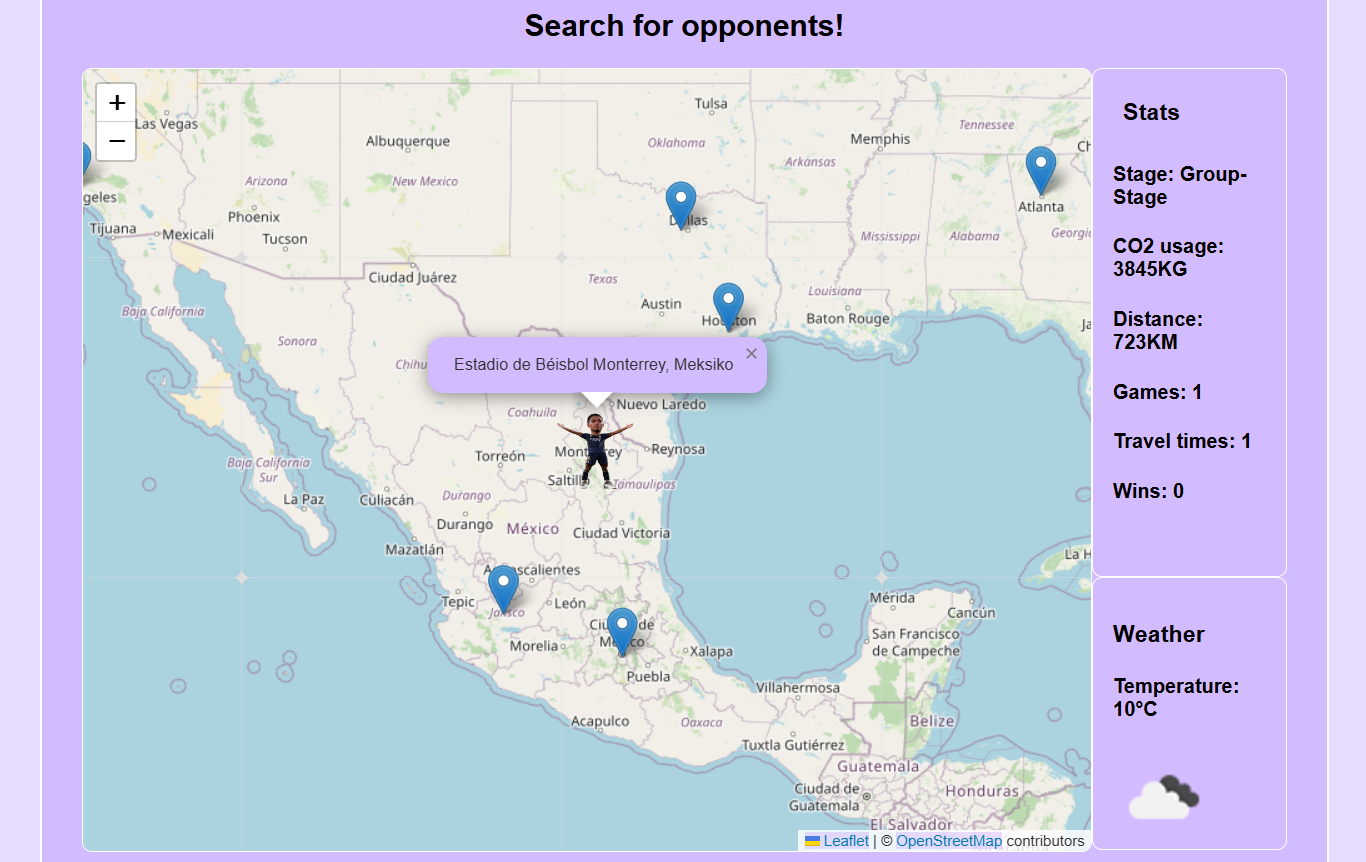 Search for opponents!
+
−
Las Vegas
Albuquerque
Tulsa
Oklahoma
Memphis
Tennessee
Arkansas
Arizona
New Mexico
geles
Phoenix
Tijuana
Mexicali
Tucson
Dallas
Atlanta
Mississippi
Alabama
Georgi
Ciudad Juárez
Texas
Austin
Houston
Louisiana
Baton Rouge
Baja California
Sonora
Chihu
Estadio de Béisbol Monterrey, Meksiko
×
Coahuila
Nuevo Laredo
Monterrey
Reynosa
Torreón
Saltillo
Tamaulipas
Baja California
Sur
La Paz
Culiacán
Durango
Durango
México
Ciudad Victoria
Mazatlán
Aguascalientes
Tepic
Jalisco
León
Ciudad de
México
Morelia
Xalapa
Puebla
Acapulco
Oaxaca
Villahermosa
Tuxtla Gutiérrez
Mérida
Cancún
San Francisco
de Campeche
La H
Belize
Guatemala
Ciudad de
Guatemala
Honduras
El Salvador
Leaflet | © OpenStreetMap contributors
Stats
Stage: Group-
Stage
CO2 usage:
3845KG
Distance:
723KM
Games: 1
Travel times: 1
Wins: 0
Weather
Temperature:
10°C